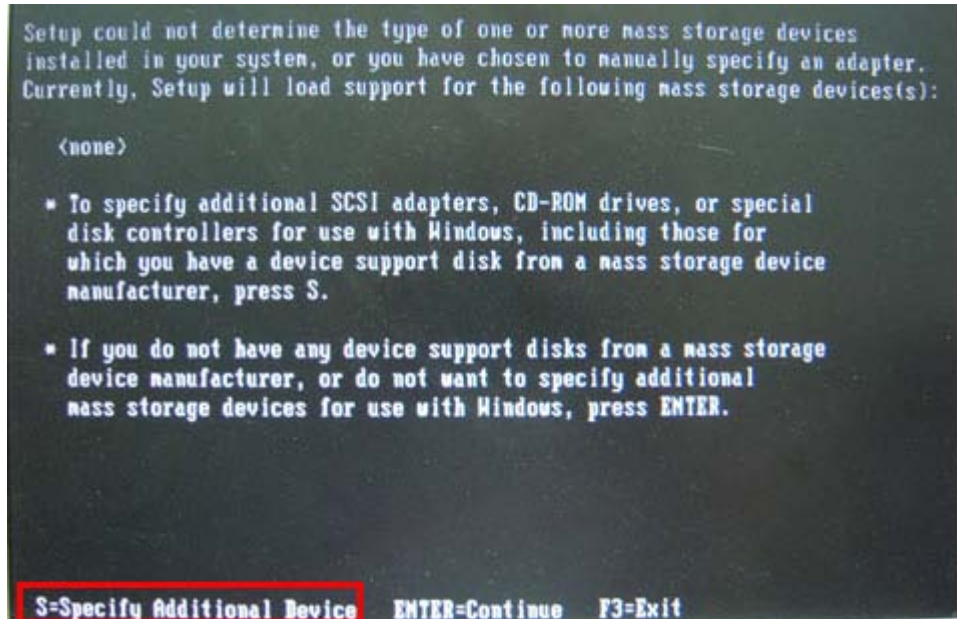 Setup could not determine the type of one or more mass storage devices
installed in your system, or you have chosen to manually specify an adapter.
Currently, Setup will load support for the following mass storage devices(s):
<none>
* To specify additional SCSI adapters, CD-ROM drives, or special
disk controllers for use with Windows, including those for
which you have a device support disk from a mass storage device
manufacturer, press S.
* If you do not have any device support disks from a mass storage
device manufacturer, or do not want to specify additional
mass storage devices for use with Windows, press ENTER.
S=Specify Additional Device ENTER=Continue F3=Exit